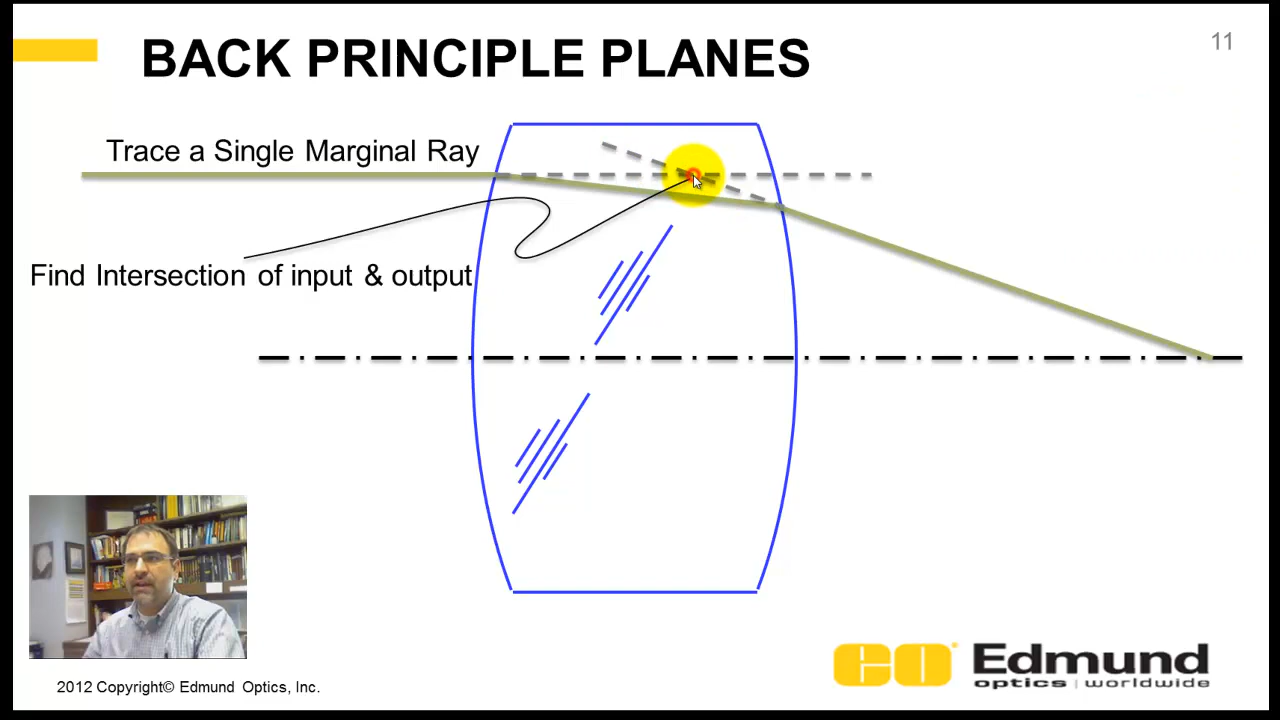 BACK PRINCIPLE PLANES
11
Trace a Single Marginal Ray
Find Intersection of input & output
2012 Copyright© Edmund Optics, Inc.
EO
Edmund
optics | worldwide